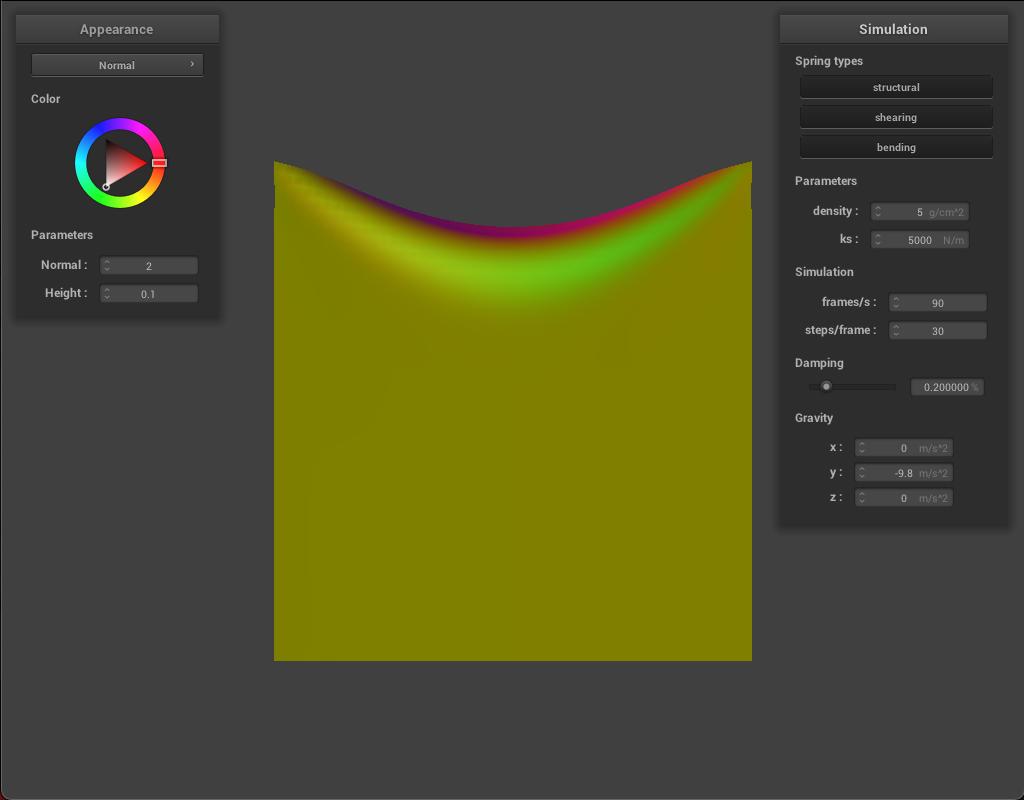 Appearance
Normal ›
Color
Parameters
Normal : 2
Height : 0.1
Simulation
Spring types
structural
shearing
bending
Parameters
density : 5 g/cm^2
ks : 5000 N/m
Simulation
frames/s : 90
steps/frame : 30
Damping
0.200000 %
Gravity
x : 0 m/s^2
y : -9.8 m/s^2
z : 0 m/s^2